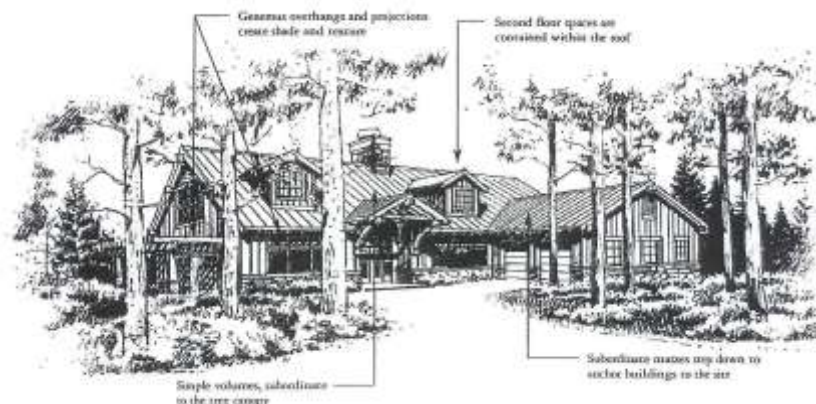 Generous overhangs and projections
create shade and texture
Second floor spaces are
contained within the roof
Subordinate masses step down to
anchor buildings to the site
Simple volumes, subordinate
to the tree canopy